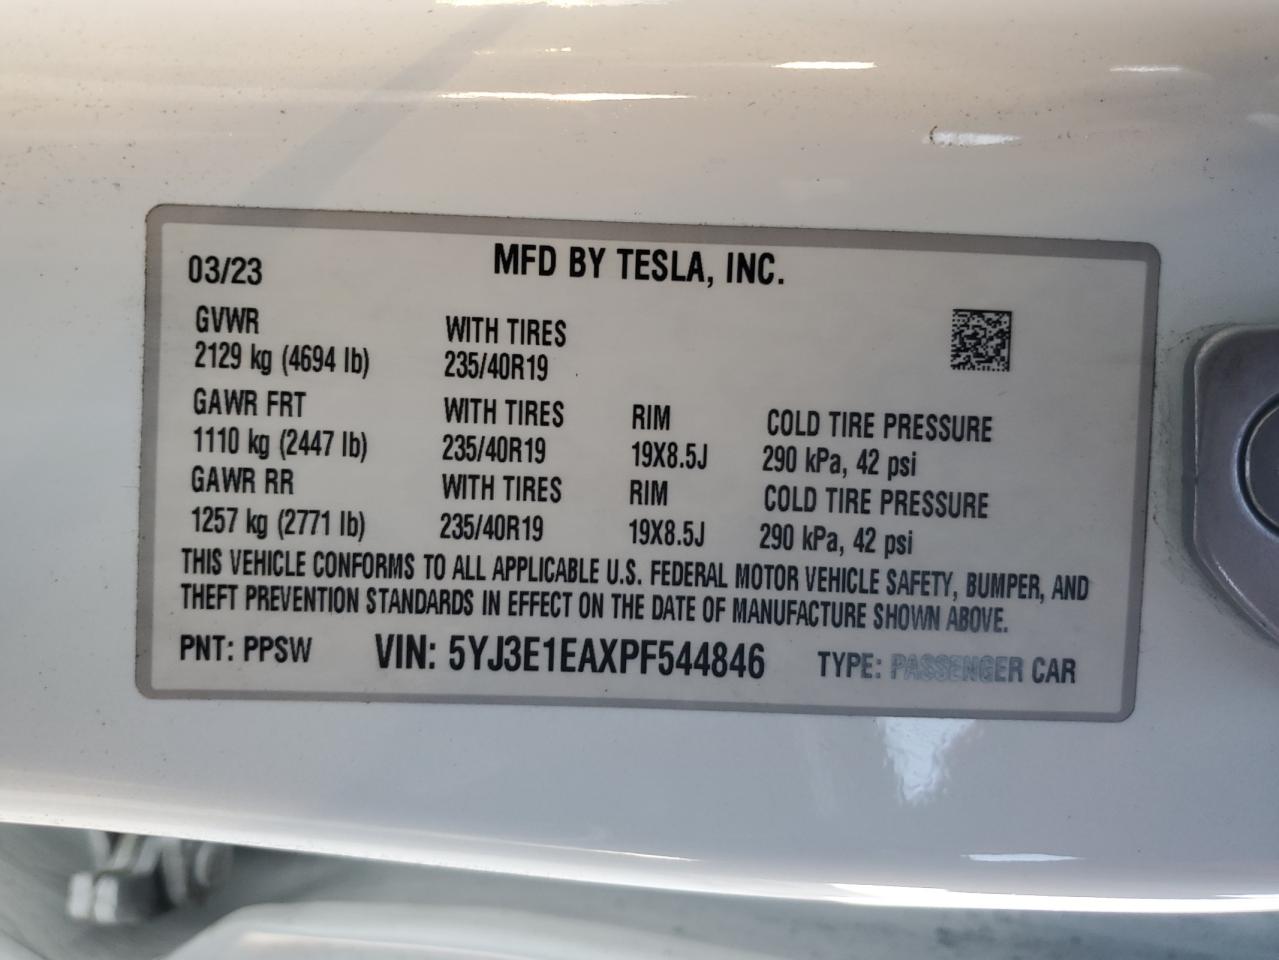 MFD BY TESLA, INC.
03/23
GVWR WITH TIRES
2129 kg (4694 lb) 235/40R19
GAWR FRT WITH TIRES RIM COLD TIRE PRESSURE
1110 kg (2447 lb) 235/40R19 19X8.5J 290 kPa, 42 psi
GAWR RR WITH TIRES RIM COLD TIRE PRESSURE
1257 kg (2771 lb) 235/40R19 19X8.5J 290 kPa, 42 psi
THIS VEHICLE CONFORMS TO ALL APPLICABLE U.S. FEDERAL MOTOR VEHICLE SAFETY, BUMPER, AND
THEFT PREVENTION STANDARDS IN EFFECT ON THE DATE OF MANUFACTURE SHOWN ABOVE.
PNT: PPSW VIN: 5YJ3E1EAXPF544846 TYPE: PASSENGER CAR